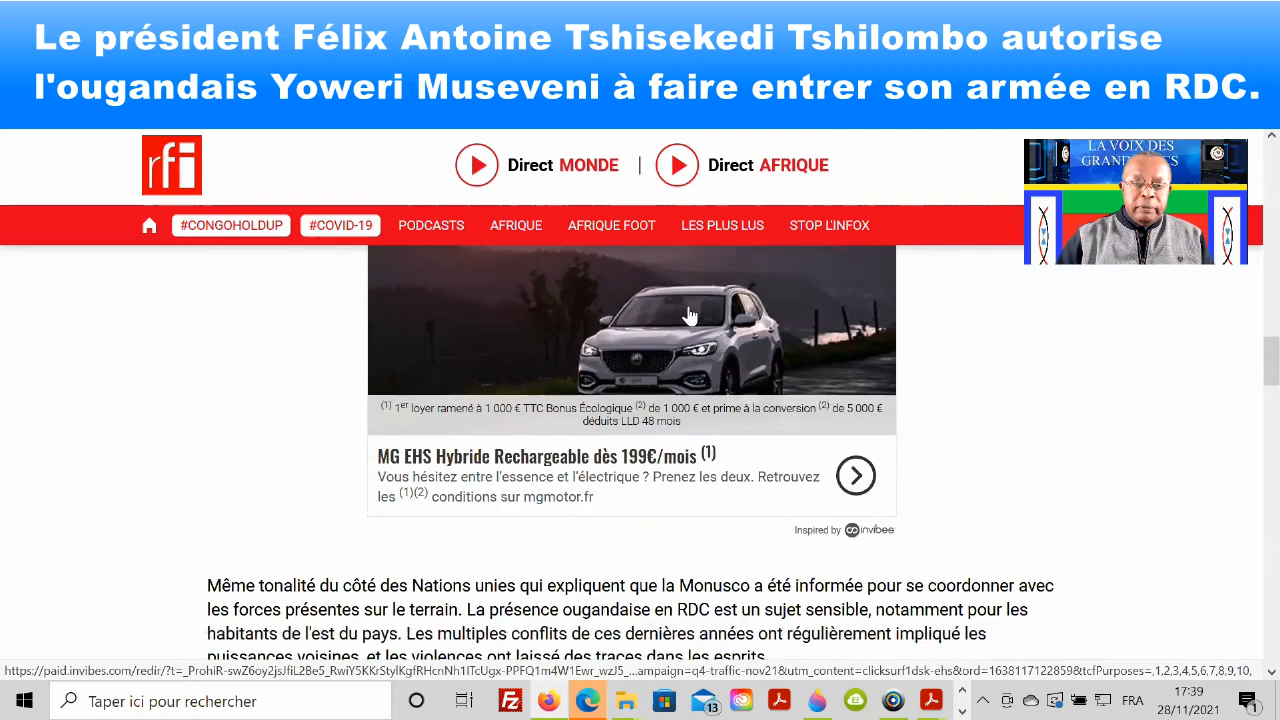 Le président Félix Antoine Tshisekedi Tshilombo autorise
l'ougandais Yoweri Museveni à faire entrer son armée en RDC.
rfi
Direct MONDE | Direct AFRIQUE
LA VOIX DES
GRAND
#CONGOHOLDUP #COVID-19 PODCASTS AFRIQUE AFRIQUE FOOT LES PLUS LUS STOP L'INFOX
(1) 1er loyer ramené à 1 000 € TTC Bonus Écologique (2) de 1 000 € et prime à la conversion (2) de 5 000 €
déduits LLD 48 mois
MG EHS Hybride Rechargeable dès 199€/mois (1)
Vous hésitez entre l'essence et l'électrique ? Prenez les deux. Retrouvez
les (1)(2) conditions sur mgmotor.fr
Inspired by invibes
Même tonalité du côté des Nations unies qui expliquent que la Monusco a été informée pour se coordonner avec
les forces présentes sur le terrain. La présence ougandaise en RDC est un sujet sensible, notamment pour les
habitants de l'est du pays. Les multiples conflits de ces dernières années ont régulièrement impliqué les
puissances voisines, et les violences ont laissé des traces dans les esprits.
https://paid.invibes.com/redir/?t=_ProhiR-swZ6oy2jsJfiL2Be5_RwiY5KKrStylKgfRHcnNh1lTcUgx-PPFQ1m4W1Ewr_wzJ5_...ampaign=q4-traffic-nov21&utm_content=clicksurf1dsk-ehs&ord=1638117122859&ttcfPurposes=,1,2,3,4,5,6,7,8,9,10,
Taper ici pour rechercher
13
FRA
17:39
28/11/2021
1